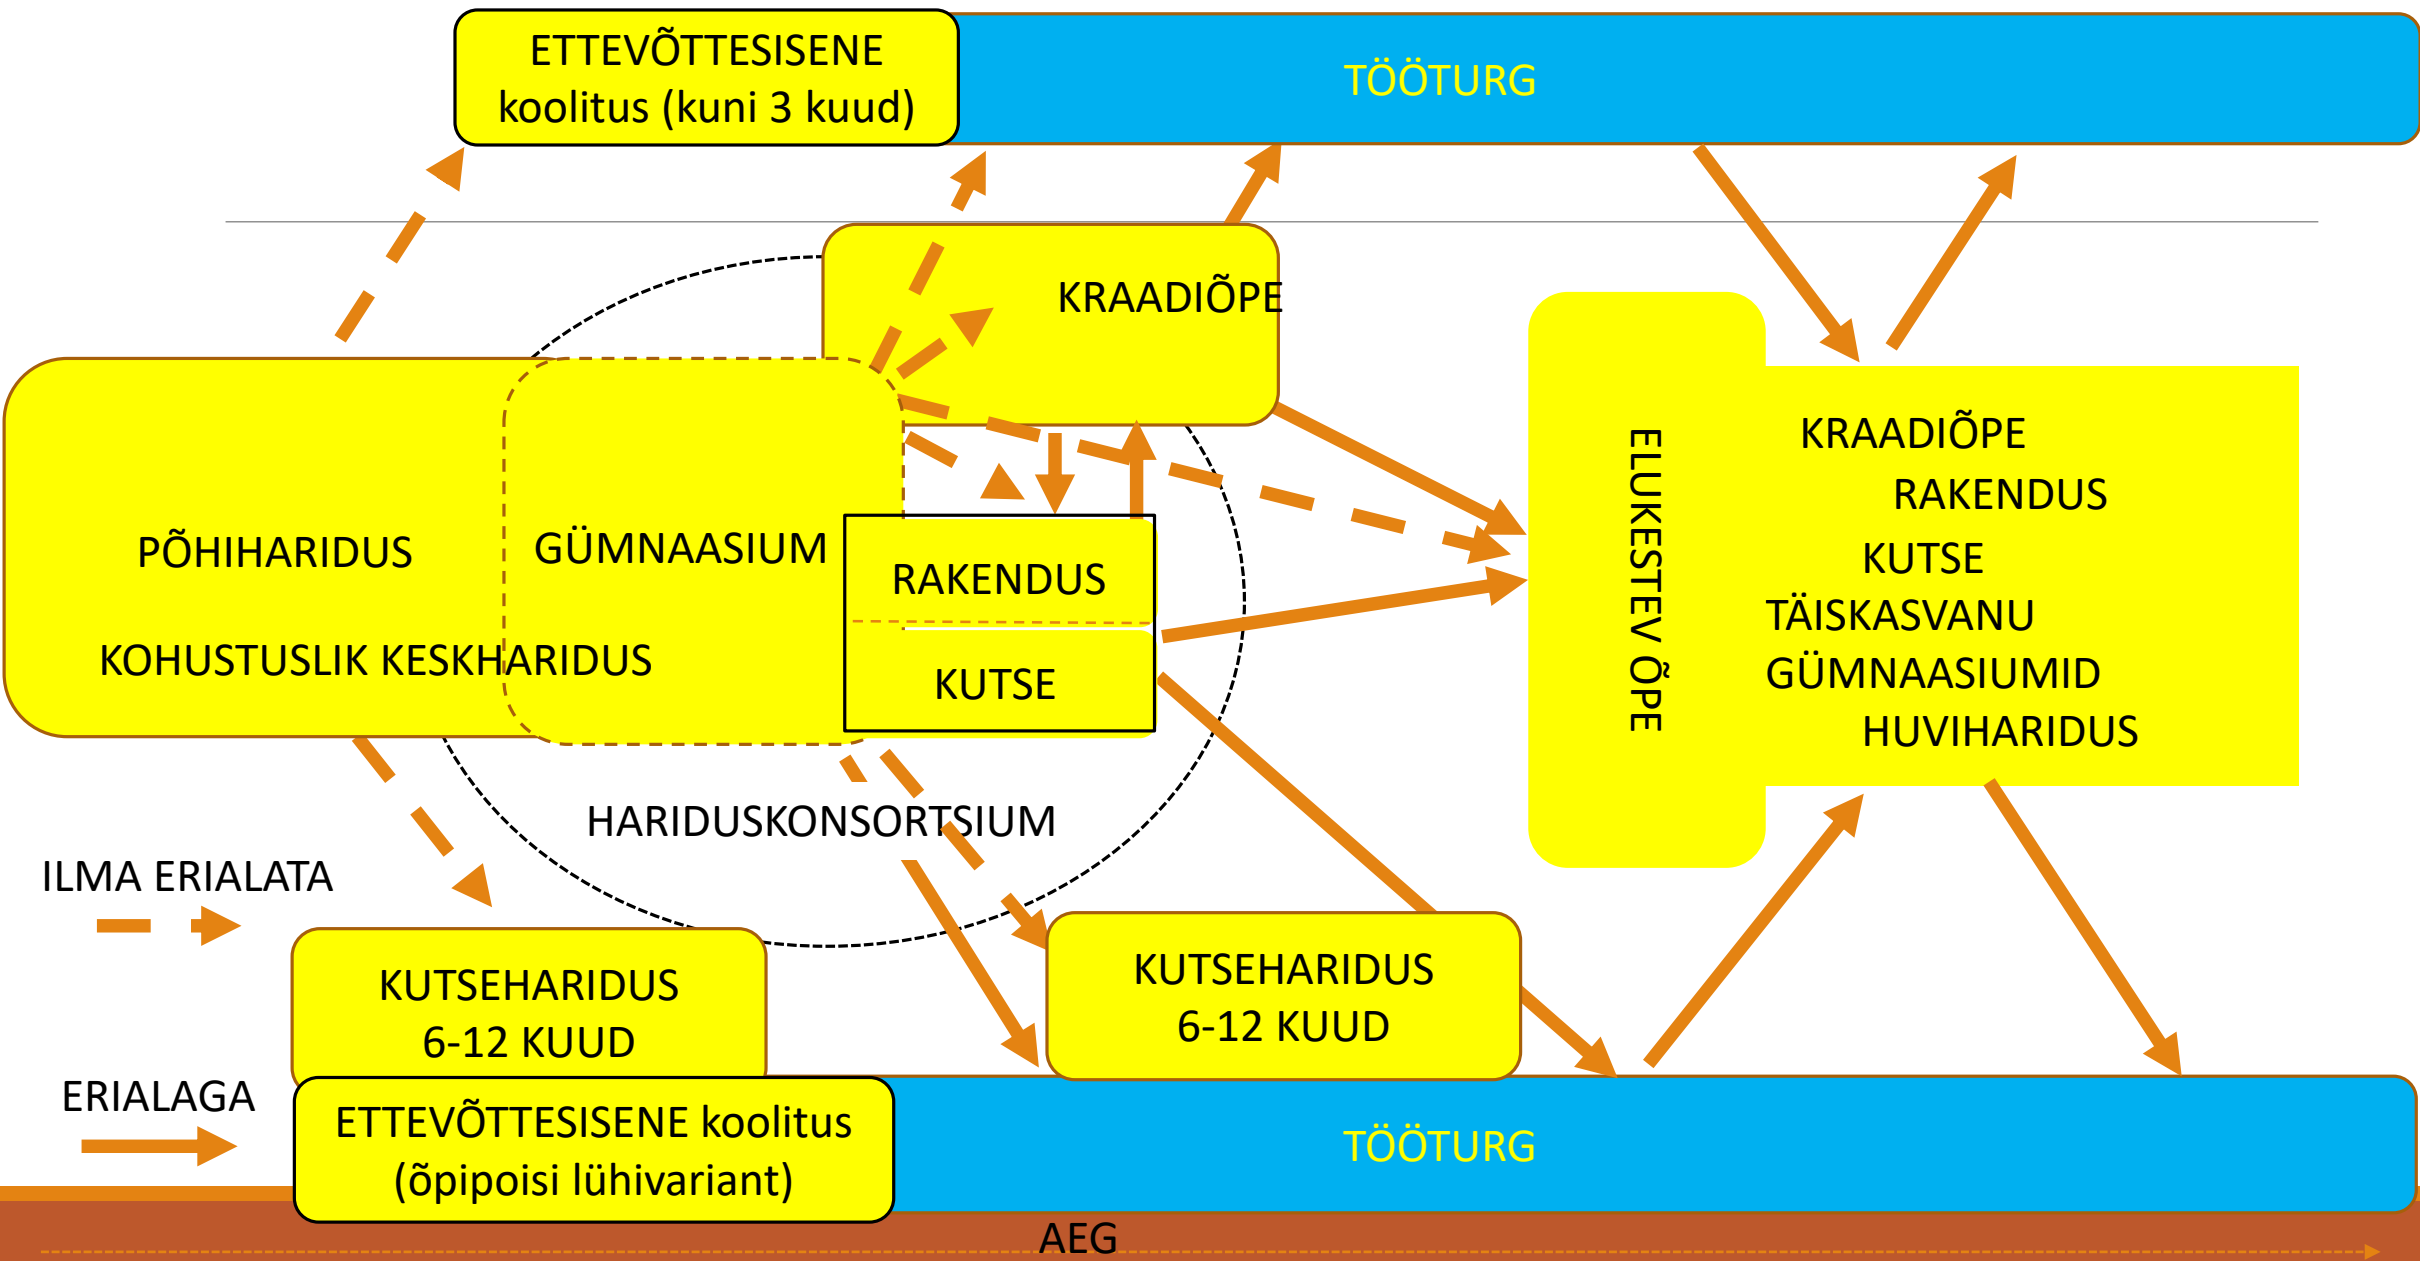 ETTEVÕTTESISENE
koolitus (kuni 3 kuud)
TÖÖTURG
KRAADIÕPE
PÕHIHARIDUS
KOHUSTUSLIK KESKHARIDUS
GÜMNAASIUM
RAKENDUS
KUTSE
HARIDUSKONSORTSIUM
ELUKESTEV ÕPE
KRAADIÕPE
RAKENDUS
KUTSE
TÄISKASVANU
GÜMNAASIUMID
HUVIHARIDUS
ILMA ERIALATA
ERIALAGA
KUTSEHARIDUS
6-12 KUUD
KUTSEHARIDUS
6-12 KUUD
ETTEVÕTTESISENE koolitus
(õpipoisi lühivariant)
TÖÖTURG
AEG